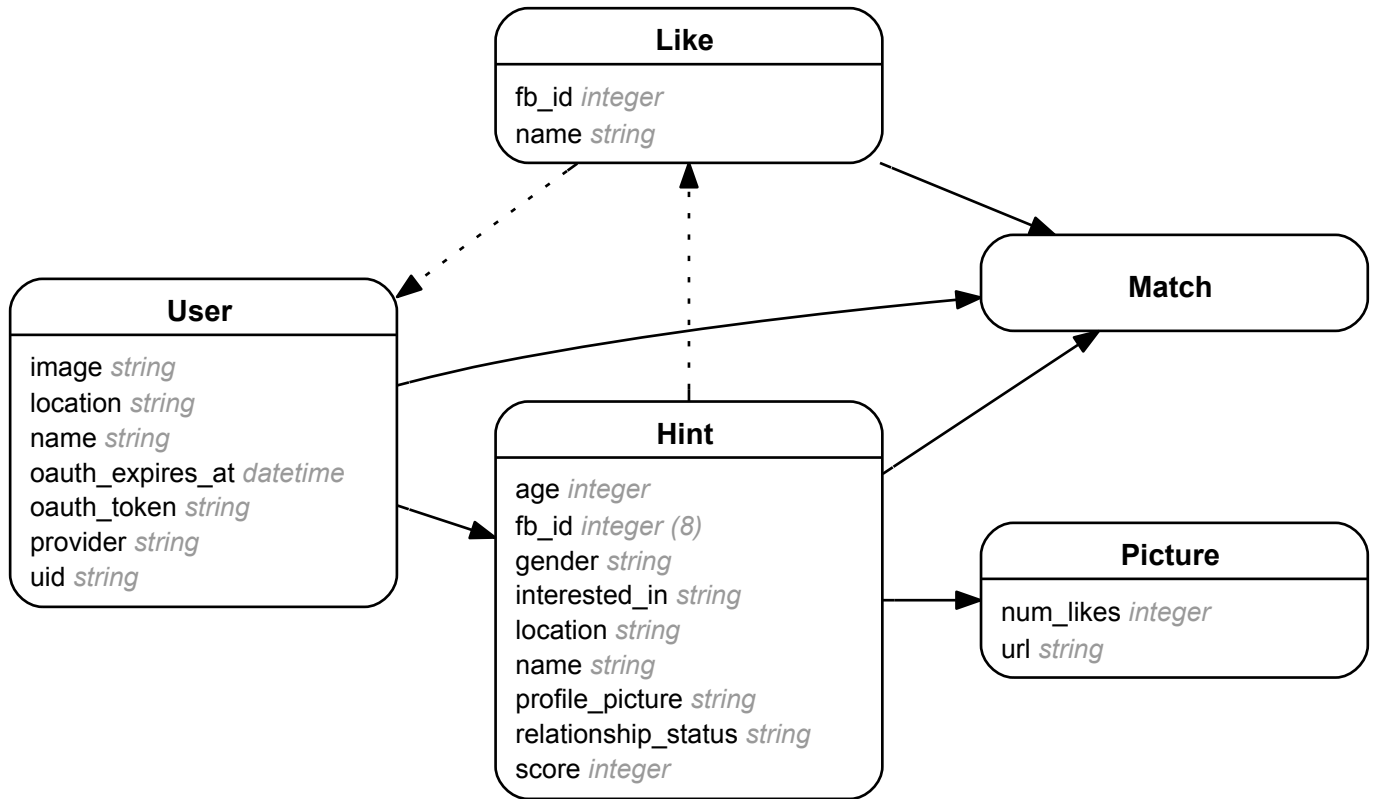 Like
fb_id integer
name string
Match
User
image string
location string
name string
oauth_expires_at datetime
oauth_token string
provider string
uid string
Hint
age integer
fb_id integer (8)
gender string
interested_in string
location string
name string
profile_picture string
relationship_status string
score integer
Picture
num_likes integer
url string